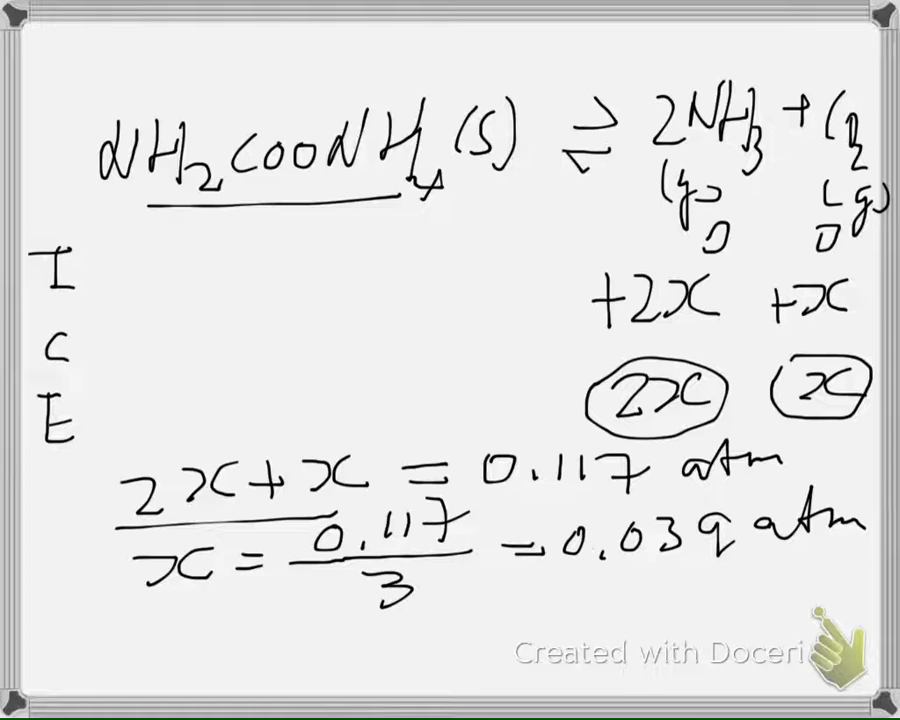 NH₂COONH₄(s) ⇌ 2NH₃ + C₂
(g) (g)
I 0 0
C +2x +x
E 2x x
2x + x = 0.117 atm
x = 0.117/3 = 0.039 atm
Created with Doceri